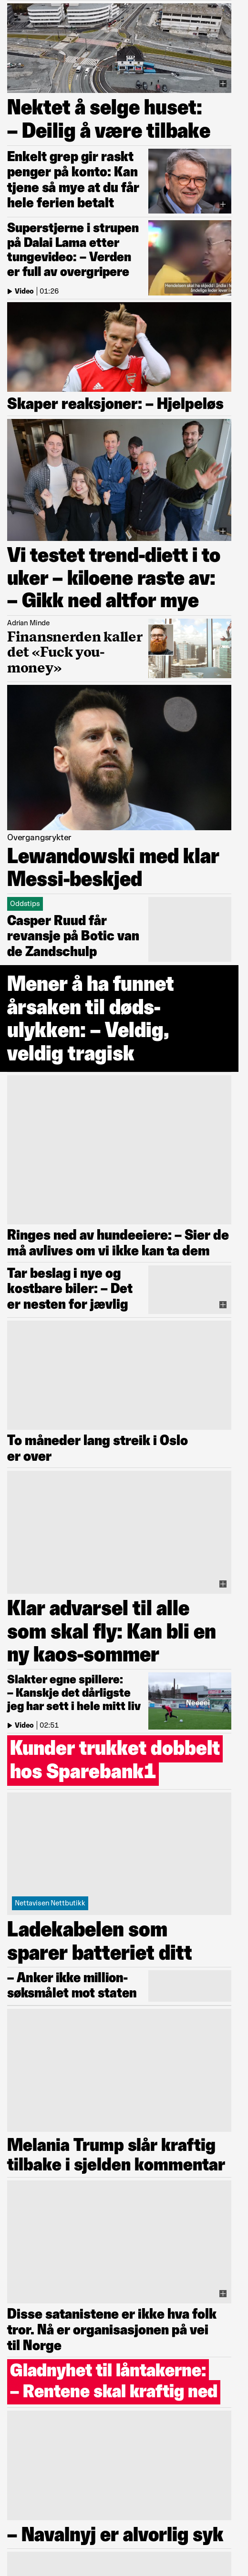 Nektet å selge huset:
– Deilig å være tilbake
Enkelt grep gir raskt
penger på konto: Kan
tjene så mye at du får
hele ferien betalt
Superstjerne i strupen
på Dalai Lama etter
tungevideo: – Verden
er full av overgripere
Video | 01:26
Skaper reaksjoner: – Hjelpeløs
Vi testet trend-diett i to
uker – kiloene raste av:
– Gikk ned altfor mye
Adrian Minde
Finansnerden kaller
det «Fuck you-
money»
Overgangsrykter
Lewandowski med klar
Messi-beskjed
Oddstips
Casper Ruud får
revansje på Botic van
de Zandschulp
Mener å ha funnet
årsaken til døds-
ulykken: – Veldig,
veldig tragisk
Ringes ned av hundeeiere: – Sier de
må avlives om vi ikke kan ta dem
Tar beslag i nye og
kostbare biler: – Det
er nesten for jævlig
To måneder lang streik i Oslo
er over
Klar advarsel til alle
som skal fly: Kan bli en
ny kaos-sommer
Slakter egne spillere:
– Kanskje det dårligste
jeg har sett i hele mitt liv
Neeeei
Video | 02:51
Kunder trukket dobbelt
hos Sparebank1
Nettavisen Nettbutikk
Ladekabelen som
sparer batteriet ditt
– Anker ikke million-
søksmålet mot staten
Melania Trump slår kraftig
tilbake i sjelden kommentar
Disse satanistene er ikke hva folk
tror. Nå er organisasjonen på vei
til Norge
Gladnyhet til låntakerne:
– Rentene skal kraftig ned
– Navalnyj er alvorlig syk